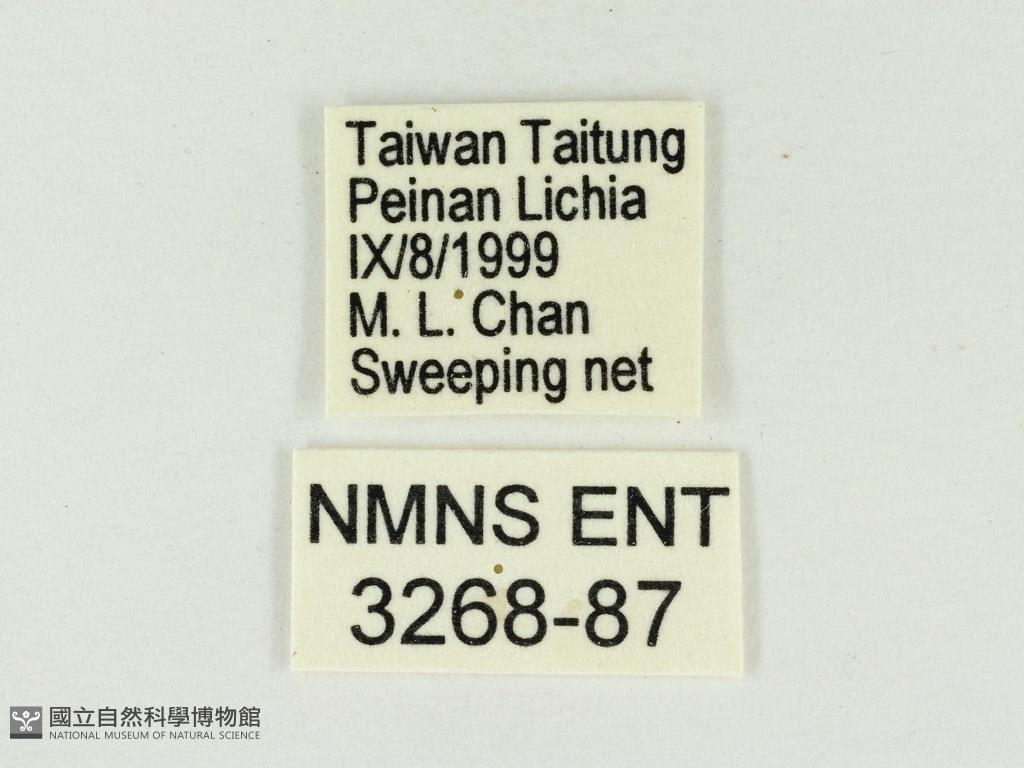 Taiwan Taitung
Peinan Lichia
IX/8/1999
M. L. Chan
Sweeping net
NMNS ENT
3268-87
國立自然科學博物館
NATIONAL MUSEUM OF NATURAL SCIENCE